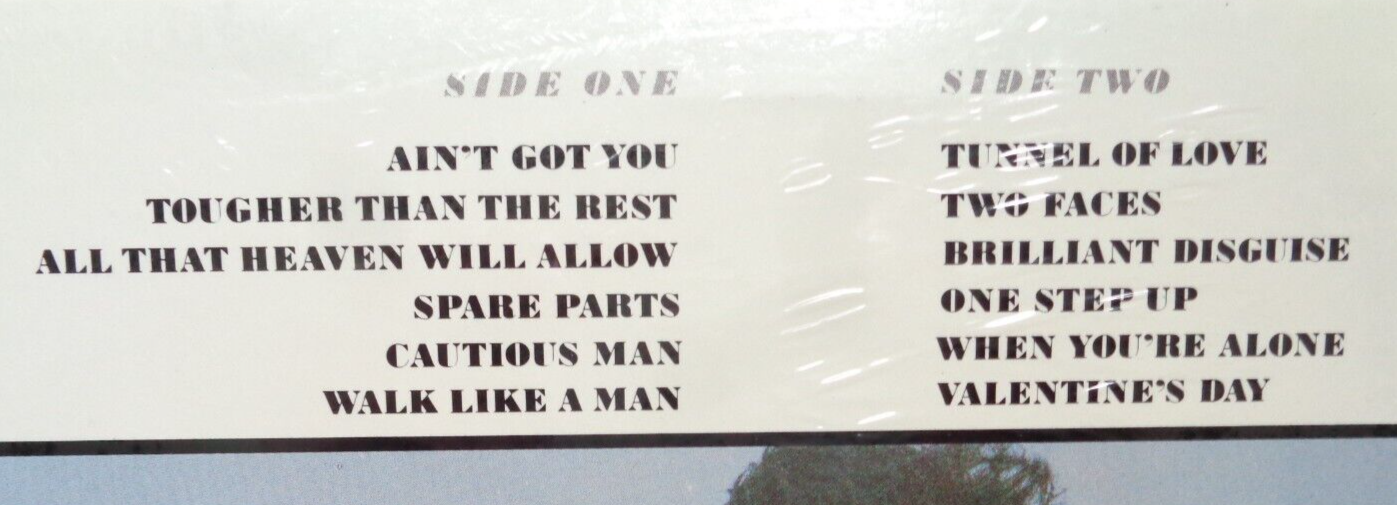 SIDE ONE
AIN'T GOT YOU
TOUGHER THAN THE REST
ALL THAT HEAVEN WILL ALLOW
SPARE PARTS
CAUTIOUS MAN
WALK LIKE A MAN
SIDE TWO
TUNNEL OF LOVE
TWO FACES
BRILLIANT DISGUISE
ONE STEP UP
WHEN YOU'RE ALONE
VALENTINE'S DAY